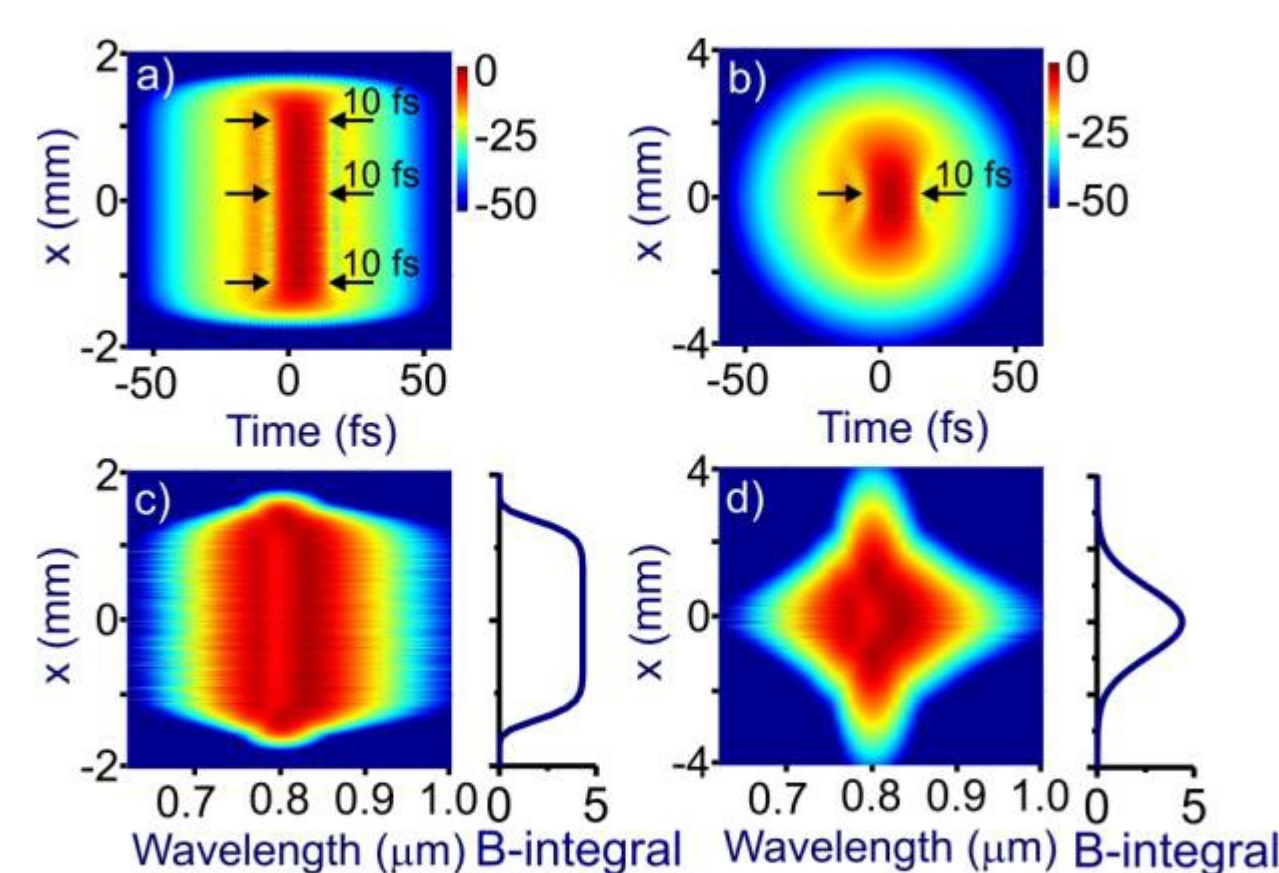 a)
2
0
-2
x (mm)
10 fs
10 fs
10 fs
0
-25
-50
-50 0 50
Time (fs)
b)
4
0
-4
x (mm)
10 fs
0
-25
-50
-50 0 50
Time (fs)
c)
2
0
-2
x (mm)
0.7 0.8 0.9 1.0
Wavelength (μm)
0 5
B-integral
d)
4
0
-4
x (mm)
0.7 0.8 0.9 1.0
Wavelength (μm)
0 5
B-integral